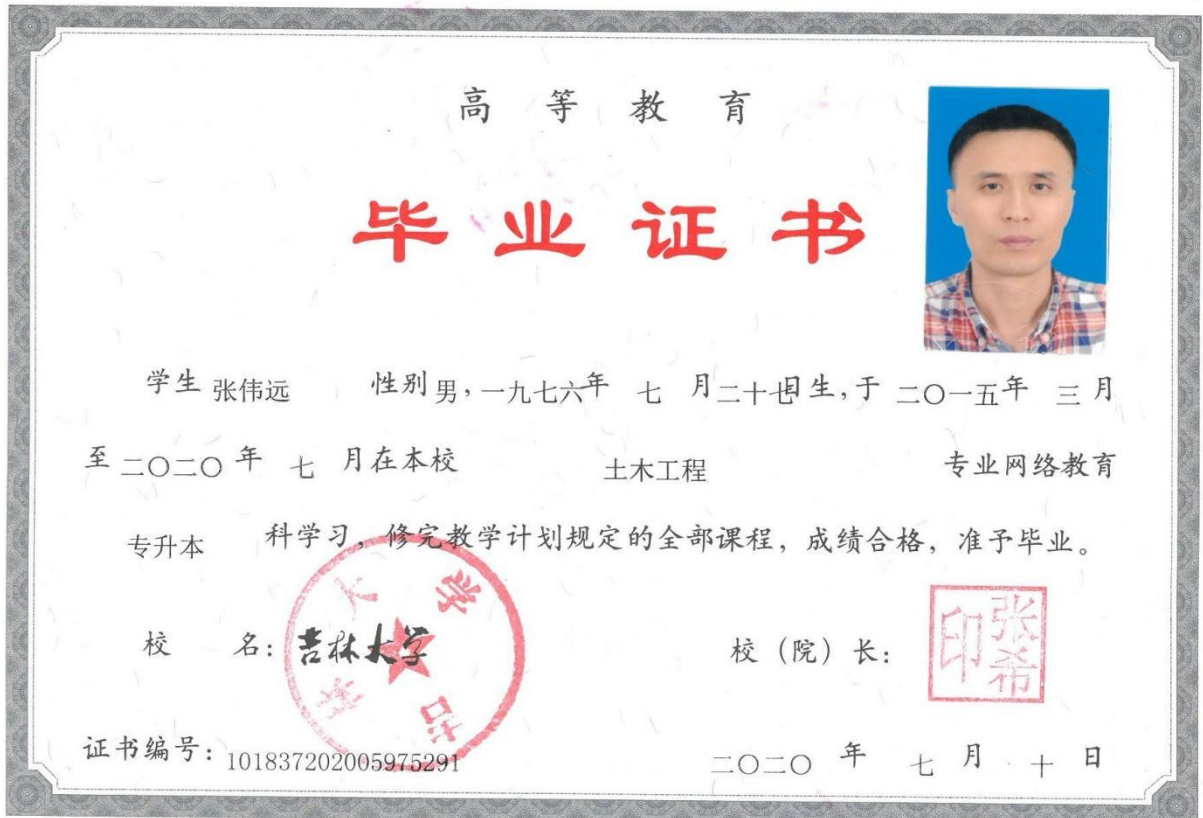 高等教育
毕业证书
学生 张伟远 性别 男，一九七六年 七 月二十七日生，于 二〇一五年 三 月
至 二〇二〇 年 七 月在本校 土木工程 专业网络教育
专升本 科学习，修完教学计划规定的全部课程，成绩合格，准予毕业。
校 名：吉林大学 校（院）长：
吉林大学
张希印
证书编号：101837202005975291 二〇二〇 年 七 月 十 日